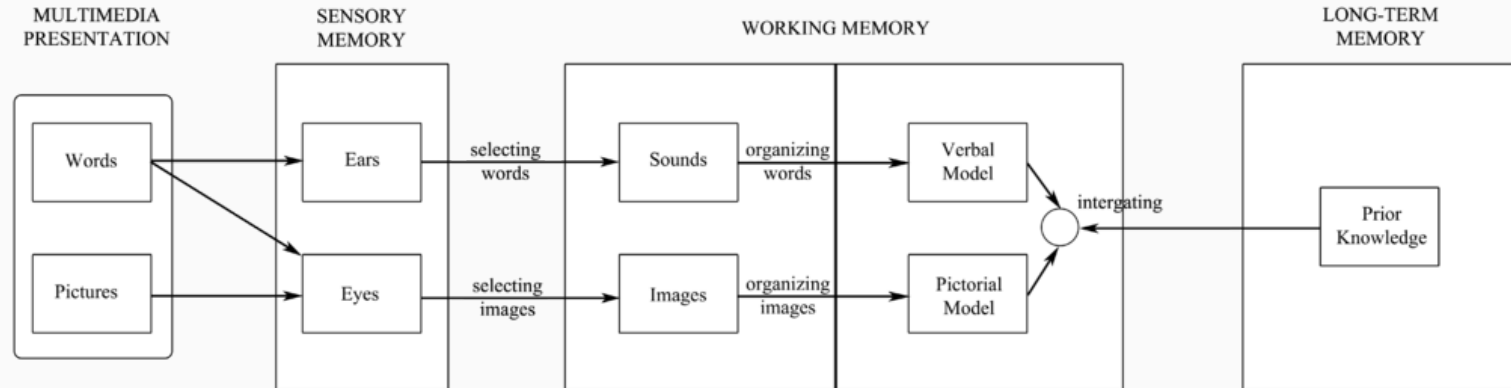 MULTIMEDIA
PRESENTATION
SENSORY
MEMORY
WORKING MEMORY
LONG-TERM
MEMORY
Words
Ears
selecting
words
Sounds
organizing
words
Verbal
Model
intergating
Prior
Knowledge
Pictures
Eyes
selecting
images
Images
organizing
images
Pictorial
Model